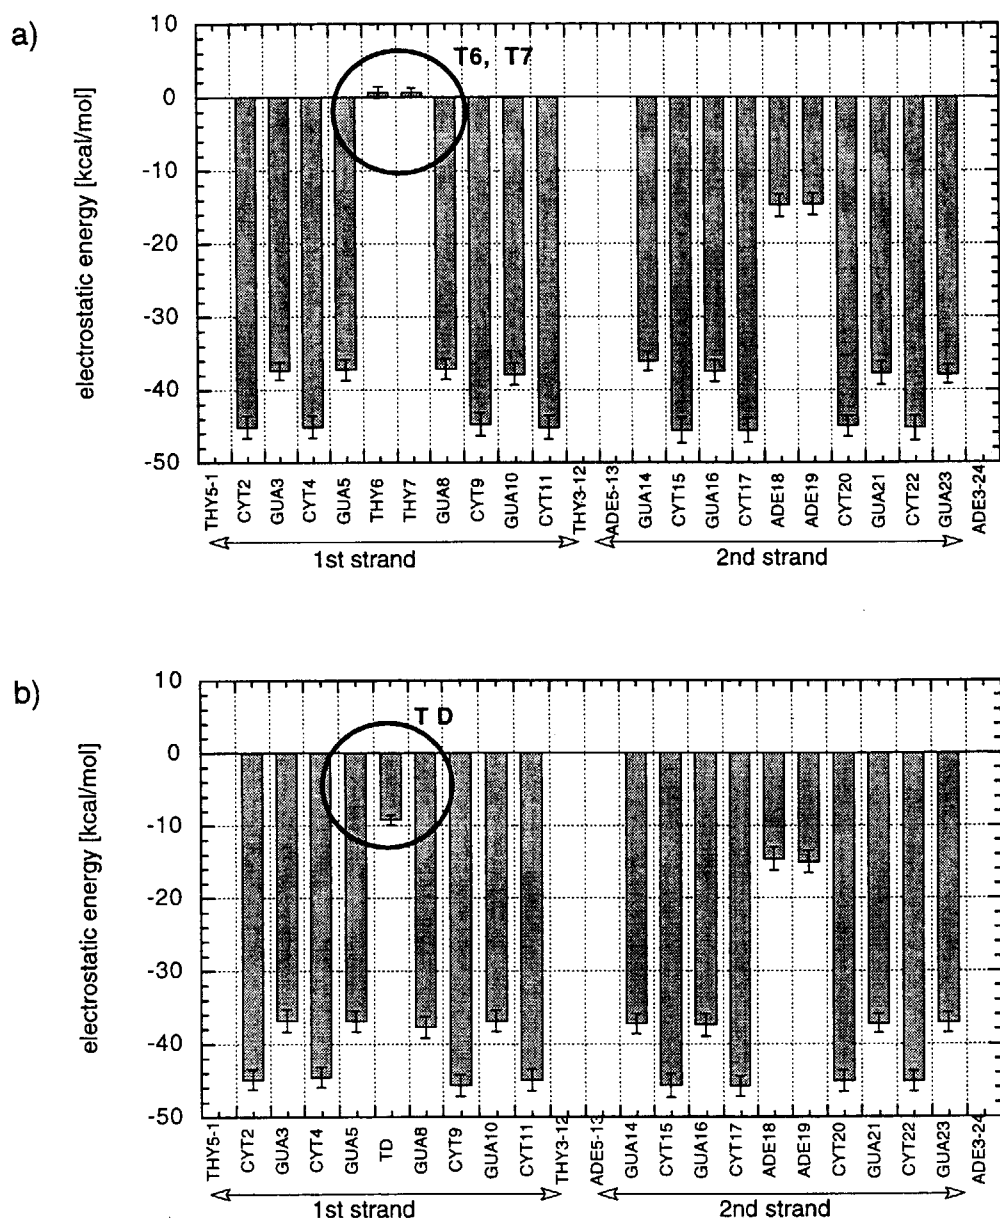 a)
electrostatic energy [kcal/mol]
10
0
-10
-20
-30
-40
-50
T6, T7
THY5-1
CYT2
GUA3
CYT4
GUA5
THY6
THY7
GUA8
CYT9
GUA10
CYT11
THY3-12
ADE5-13
GUA14
CYT15
GUA16
CYT17
ADE18
ADE19
CYT20
GUA21
CYT22
GUA23
ADE3-24
1st strand
2nd strand
b)
electrostatic energy [kcal/mol]
10
0
-10
-20
-30
-40
-50
T D
THY5-1
CYT2
GUA3
CYT4
GUA5
TD
GUA8
CYT9
GUA10
CYT11
THY3-12
ADE5-13
GUA14
CYT15
GUA16
CYT17
ADE18
ADE19
CYT20
GUA21
CYT22
GUA23
ADE3-24
1st strand
2nd strand